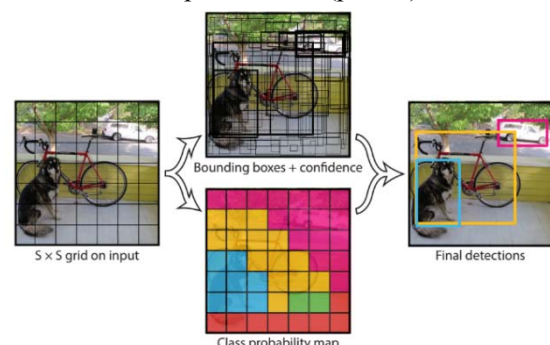 Bounding boxes + confidence
S × S grid on input
Final detections
Class probability map